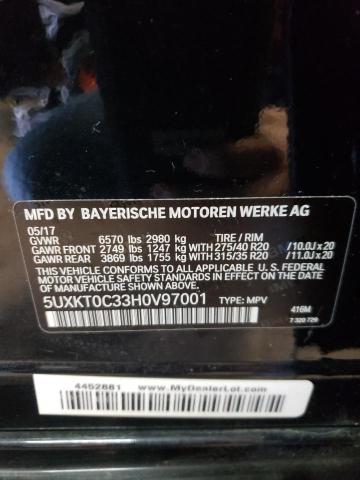 MFD BY BAYERISCHE MOTOREN WERKE AG
05/17
GVWR 6570 lbs 2980 kg TIRE / RIM
GAWR FRONT 2749 lbs 1247 kg WITH 275/40 R20 /10.0J x 20
GAWR REAR 3869 lbs 1755 kg WITH 315/35 R20 /11.0J x 20
THIS VEHICLE CONFORMS TO ALL APPLICABLE FEDERAL
MOTOR VEHICLE SAFETY STANDARDS IN EFFECT ON THE
DATE OF MANUFACTURE SHOWN ABOVE.
5UXKT0C33H0V97001 TYPE: MPV
416M
7 320 729
4452881 www.MyDealerLot.com